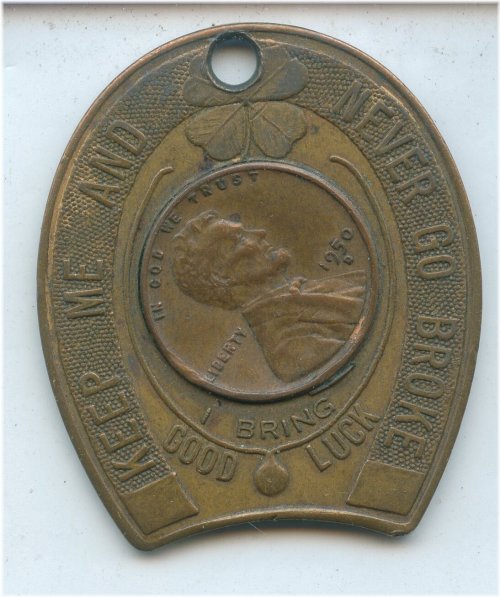 KEEP ME AND NEVER GO BROKE
IN GOD WE TRUST
LIBERTY
1950
D
I BRING
GOOD LUCK